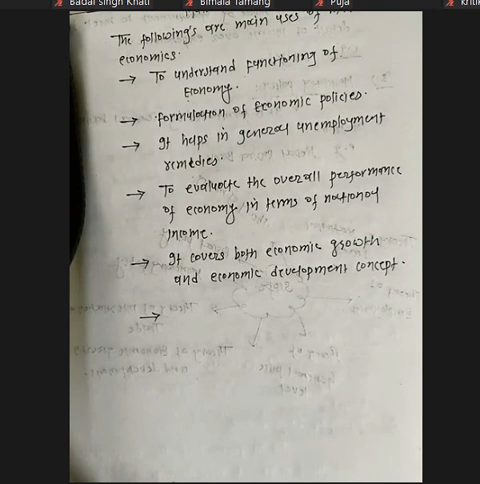 Badal Singh Khati Bimala Tamang Puja kritik
The following's are main uses of
economics.
→ To understand functioning of
Economy.
→ formulation of Economic policies.
→ It helps in general unemployment
remedies.
→ To evaluate the overall performance
of economy in terms of national
income.
→ It covers both economic growth
and economic development concept.
→